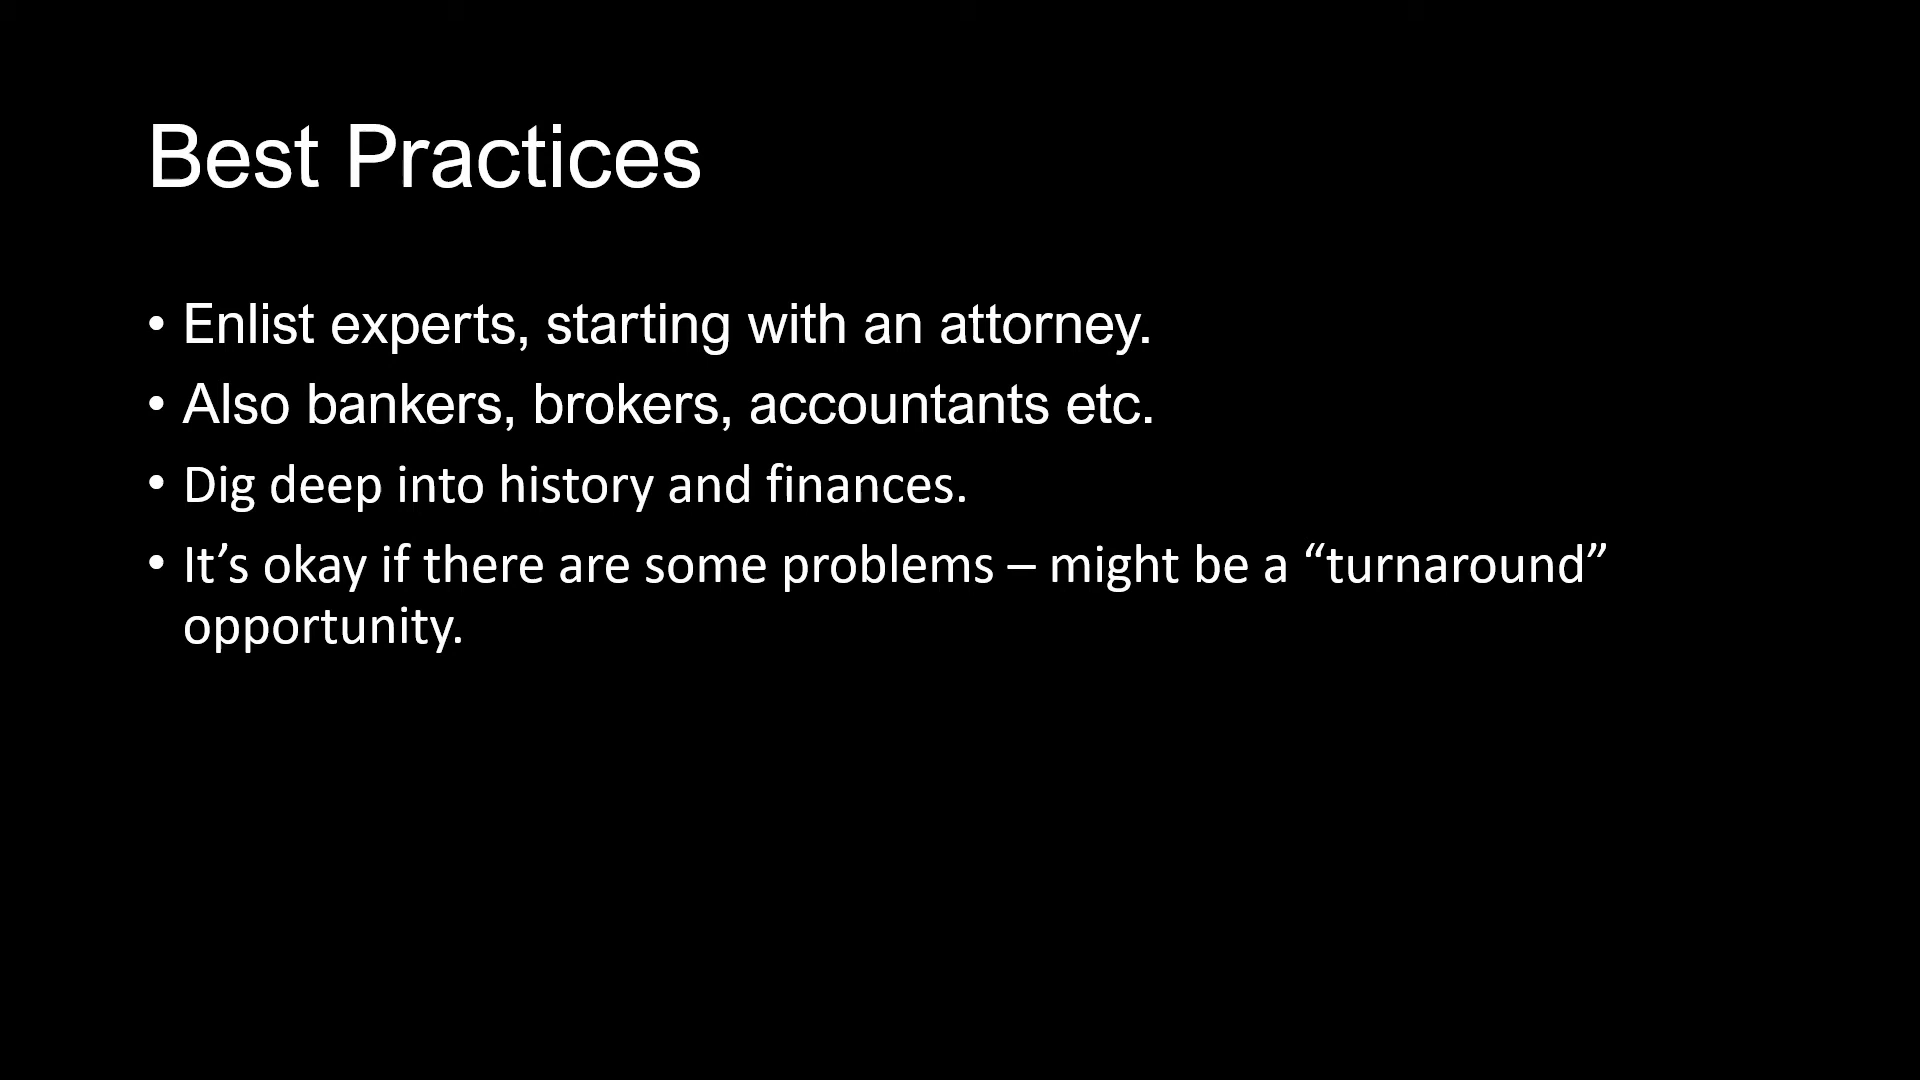 Best Practices
• Enlist experts, starting with an attorney.
• Also bankers, brokers, accountants etc.
• Dig deep into history and finances.
• It’s okay if there are some problems – might be a “turnaround”
opportunity.